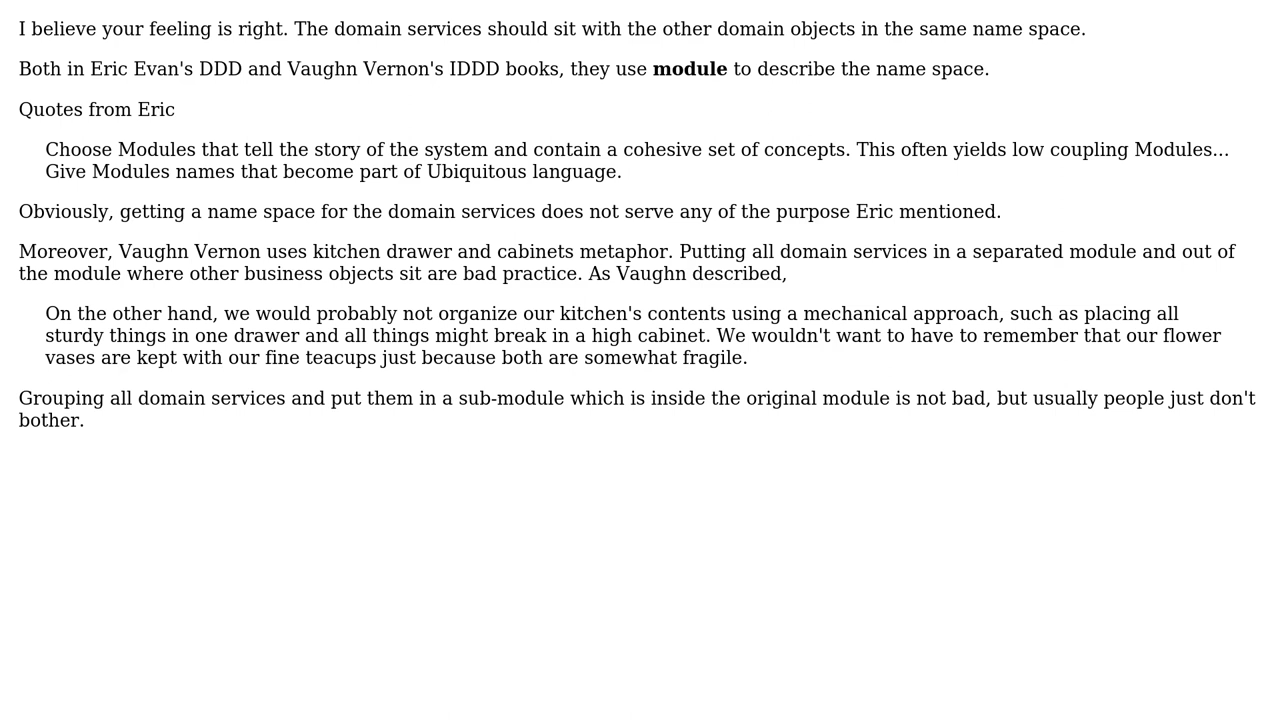 I believe your feeling is right. The domain services should sit with the other domain objects in the same name space.
Both in Eric Evan's DDD and Vaughn Vernon's IDDD books, they use module to describe the name space.
Quotes from Eric
Choose Modules that tell the story of the system and contain a cohesive set of concepts. This often yields low coupling Modules...
Give Modules names that become part of Ubiquitous language.
Obviously, getting a name space for the domain services does not serve any of the purpose Eric mentioned.
Moreover, Vaughn Vernon uses kitchen drawer and cabinets metaphor. Putting all domain services in a separated module and out of
the module where other business objects sit are bad practice. As Vaughn described,
On the other hand, we would probably not organize our kitchen's contents using a mechanical approach, such as placing all
sturdy things in one drawer and all things might break in a high cabinet. We wouldn't want to have to remember that our flower
vases are kept with our fine teacups just because both are somewhat fragile.
Grouping all domain services and put them in a sub-module which is inside the original module is not bad, but usually people just don't
bother.